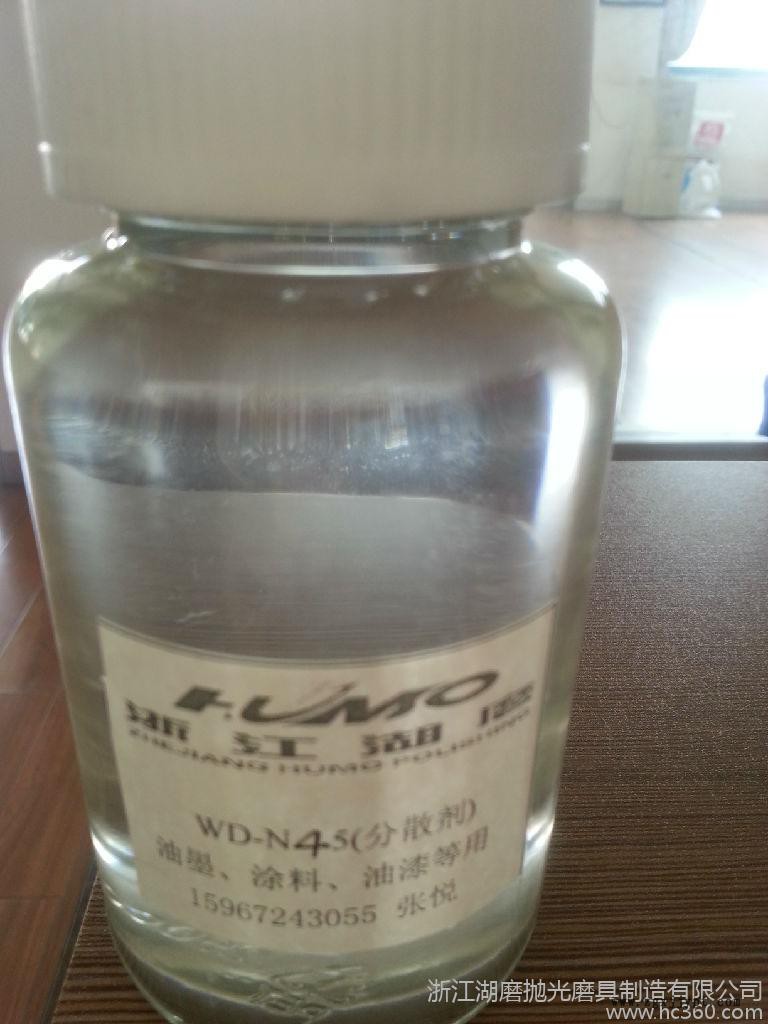 HUMO
浙江湖磨
ZHEJIANG HUMO POLISHING
WD-N45(分散剂)
油墨、涂料、油漆等用
15967243055 张悦
浙江湖磨抛光磨具制造有限公司
www.hc360.com